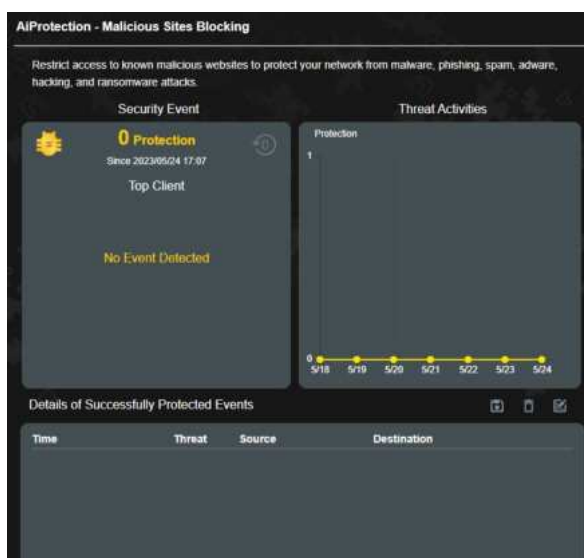 AiProtection - Malicious Sites Blocking
Restrict access to known malicious websites to protect your network from malware, phishing, spam, adware,
hacking, and ransomware attacks.
Security Event
Threat Activities
0 Protection
Since 2023/05/24 17:07
Top Client
No Event Detected
Protection
1
0
5/18 5/19 5/20 5/21 5/22 5/23 5/24
Details of Successfully Protected Events
Time Threat Source Destination